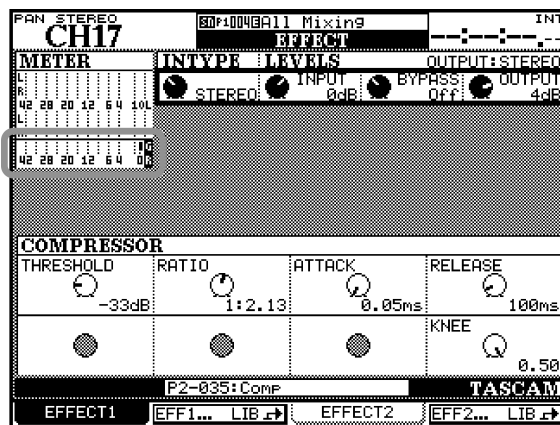 PAN STEREO
CH17
All Mixing
EFFECT
INT
--:--:--.--
METER
INTYPE
LEVELS
OUTPUT:STEREO
L
R
42 28 20 12 6 4 10L
L
STEREO
INPUT
0dB
BYPASS
Off
OUTPUT
4dB
42 28 20 12 6 4 0
G
R
COMPRESSOR
THRESHOLD
-33dB
RATIO
1:2.13
ATTACK
0.05ms
RELEASE
100ms
KNEE
0.50
P2-035:Comp
TASCAM
EFFECT1
EFF1... LIB
EFFECT2
EFF2... LIB